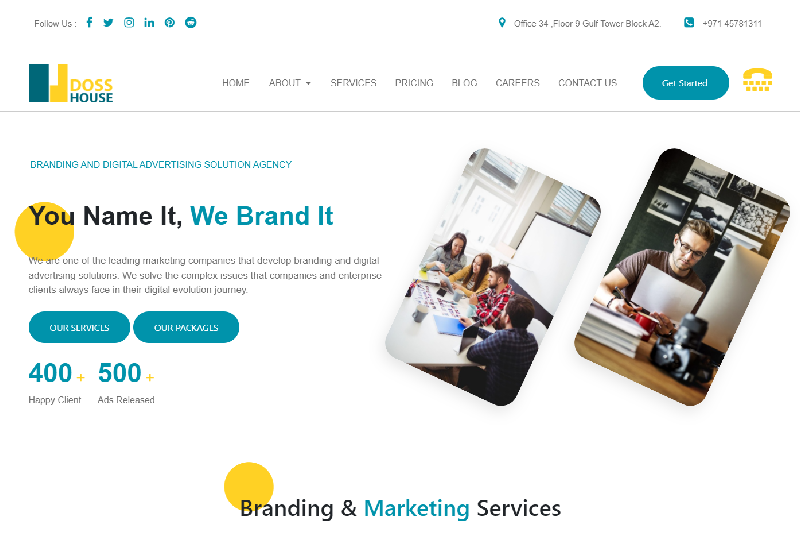 Follow Us :
Office 34 ,Floor 9 Gulf Tower Block A2,
+971 45781311
DOSS
HOUSE
HOME
ABOUT
SERVICES
PRICING
BLOG
CAREERS
CONTACT US
Get Started
BRANDING AND DIGITAL ADVERTISING SOLUTION AGENCY
You Name It, We Brand It
We are one of the leading marketing companies that develop branding and digital
advertising solutions. We solve the complex issues that companies and enterprise
clients always face in their digital evolution journey.
OUR SERVICES
OUR PACKAGES
400 +
500 +
Happy Client
Ads Released
Branding & Marketing Services